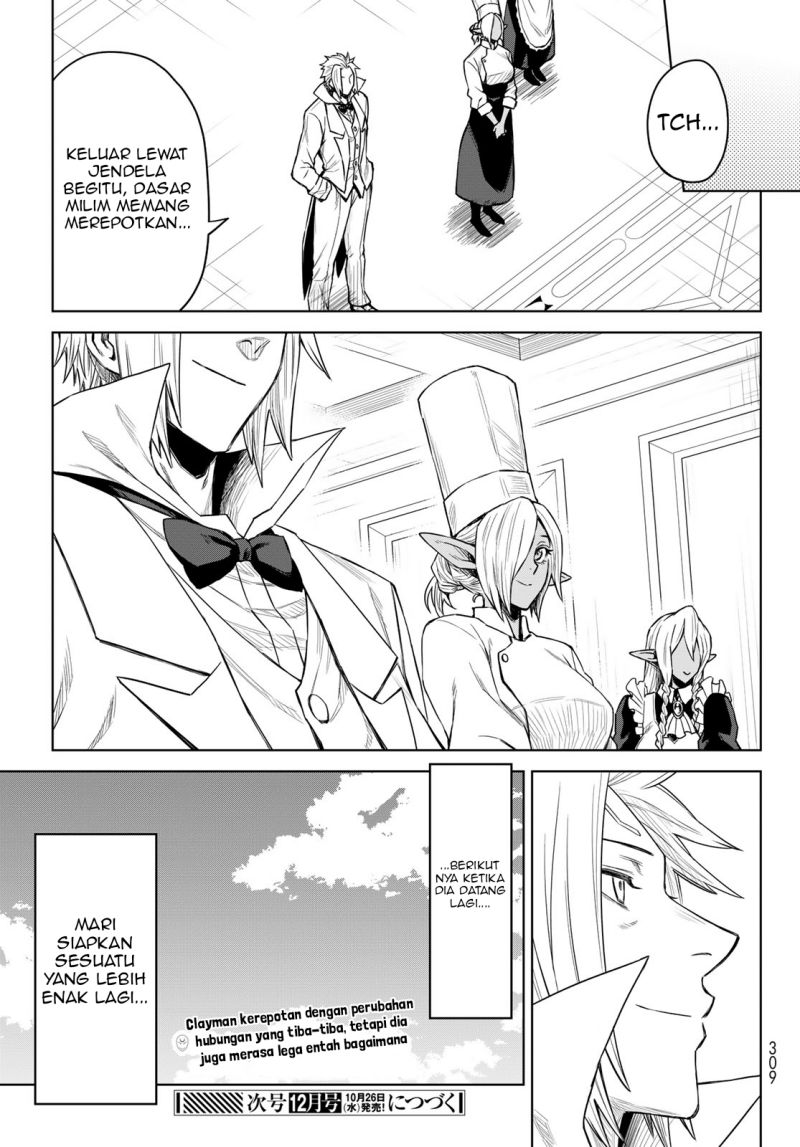 TCH...
KELUAR LEWAT
JENDELA
BEGITU, DASAR
MILIM MEMANG
MEREPOTKAN...
...BERIKUT
NYA KETIKA
DIA DATANG
LAGI....
MARI
SIAPKAN
SESUATU
YANG LEBIH
ENAK LAGI...
Clayman kerepotan dengan perubahan
hubungan yang tiba-tiba, tetapi dia
juga merasa lega entah bagaimana
次号12月号 10月26日(水)発売!につづく
309